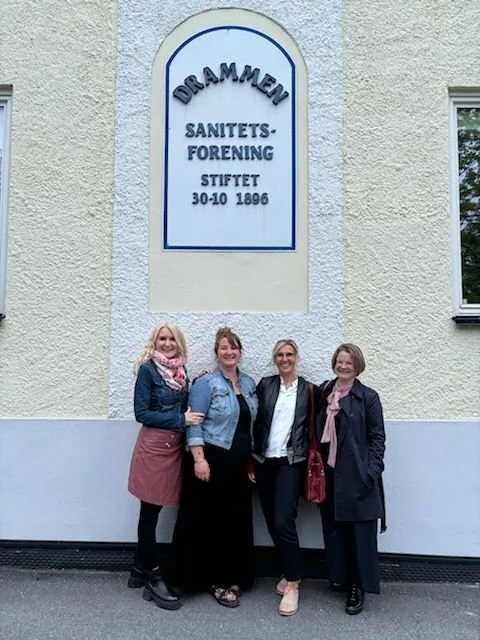 DRAMMEN
SANITETS-
FORENING
STIFTET
30-10 1896